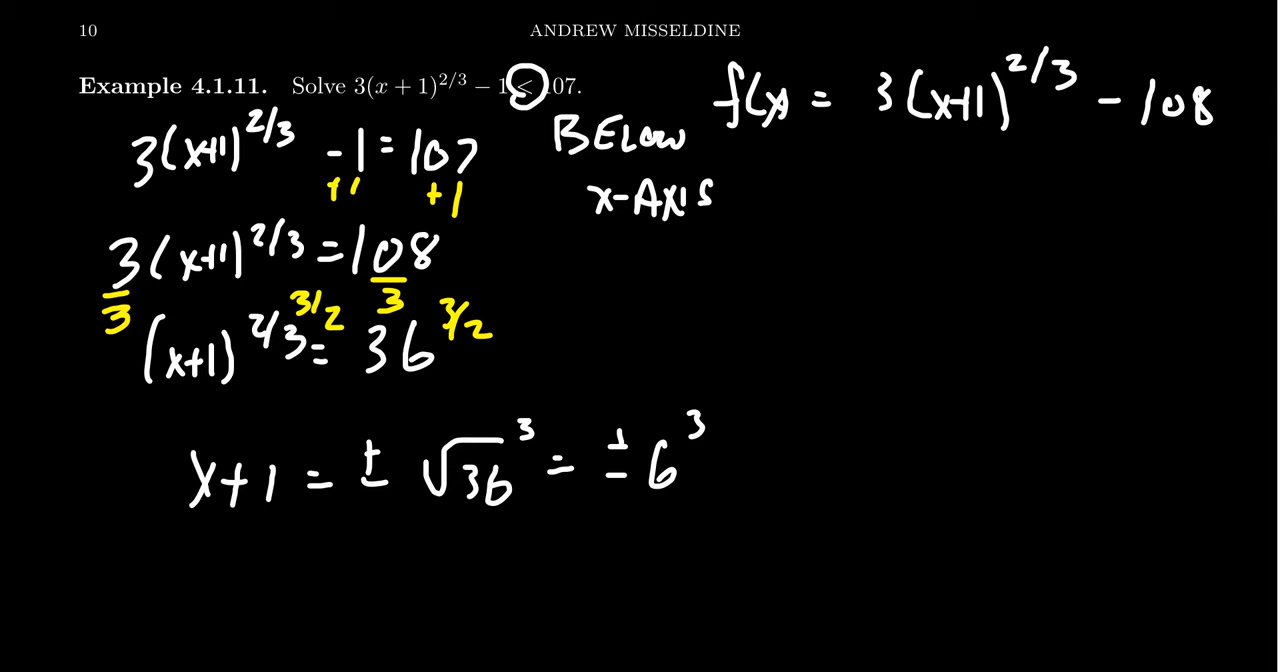 10 ANDREW MISSELDINE
Example 4.1.11. Solve 3(x + 1)^{2/3} − 1 < 107.
f(x) = 3(x+1)^{2/3} - 108
3(x+1)^{2/3} -1 = 107
+1 +1
BELOW
x-AXIS
3(x+1)^{2/3} = 108
3 3
(x+1)^{2/3} ^{3/2} = 36^{3/2}
x+1 = ± √36^3 = ± 6^3